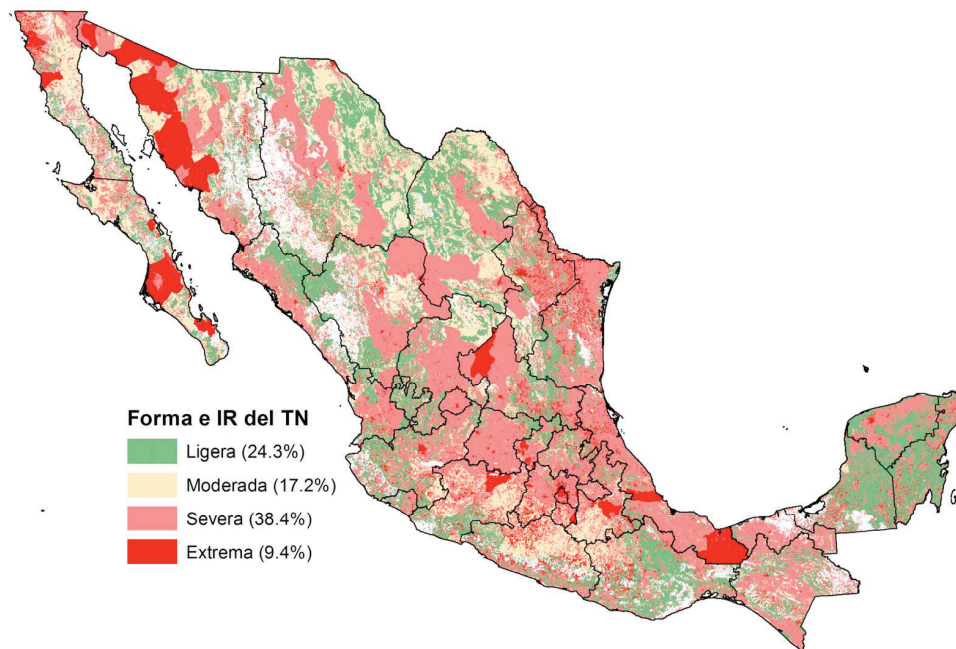 Forma e IR del TN
Ligera (24.3%)
Moderada (17.2%)
Severa (38.4%)
Extrema (9.4%)